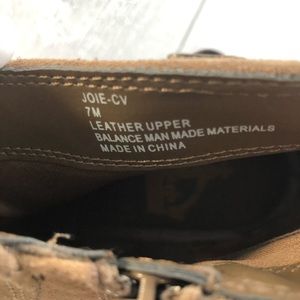 JOIE-CV
7M
LEATHER UPPER
BALANCE MAN MADE MATERIALS
MADE IN CHINA